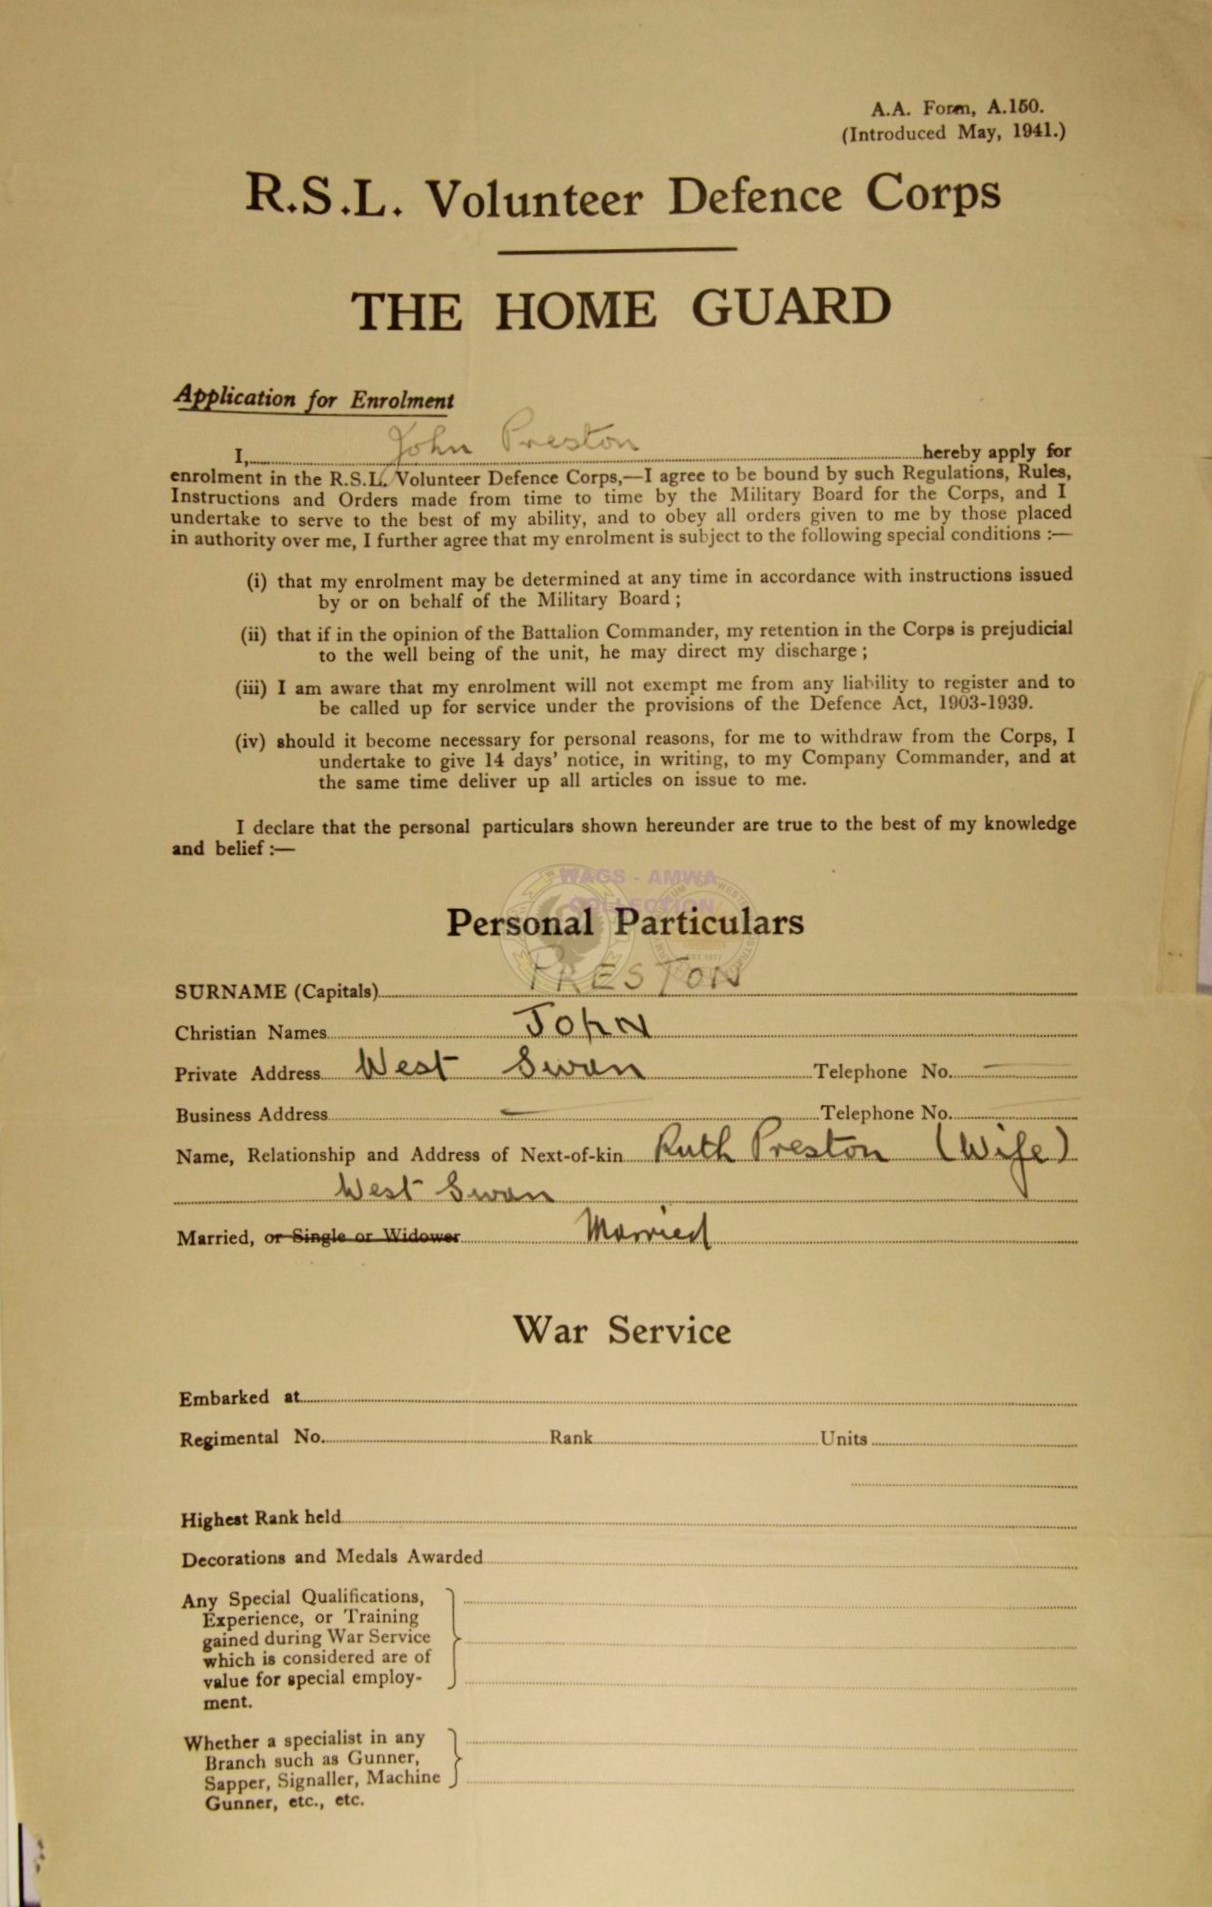 A.A. Form, A.150.
(Introduced May, 1941.)
R.S.L. Volunteer Defence Corps
THE HOME GUARD
Application for Enrolment
I, John Preston hereby apply for
enrolment in the R.S.L. Volunteer Defence Corps,—I agree to be bound by such Regulations, Rules,
Instructions and Orders made from time to time by the Military Board for the Corps, and I
undertake to serve to the best of my ability, and to obey all orders given to me by those placed
in authority over me, I further agree that my enrolment is subject to the following special conditions :—
(i) that my enrolment may be determined at any time in accordance with instructions issued
by or on behalf of the Military Board ;
(ii) that if in the opinion of the Battalion Commander, my retention in the Corps is prejudicial
to the well being of the unit, he may direct my discharge ;
(iii) I am aware that my enrolment will not exempt me from any liability to register and to
be called up for service under the provisions of the Defence Act, 1903-1939.
(iv) should it become necessary for personal reasons, for me to withdraw from the Corps, I
undertake to give 14 days' notice, in writing, to my Company Commander, and at
the same time deliver up all articles on issue to me.
I declare that the personal particulars shown hereunder are true to the best of my knowledge
and belief :—
WAGS - AMWA
COLLECTION
Personal Particulars
SURNAME (Capitals) PRESTON
Christian Names JOHN
Private Address West Swan Telephone No. —
Business Address — Telephone No.
Name, Relationship and Address of Next-of-kin Ruth Preston (Wife)
West Swan
Married, or Single or Widower Married
War Service
Embarked at
Regimental No. Rank Units
Highest Rank held
Decorations and Medals Awarded
Any Special Qualifications,
Experience, or Training
gained during War Service
which is considered are of
value for special employ-
ment.
Whether a specialist in any
Branch such as Gunner,
Sapper, Signaller, Machine
Gunner, etc., etc.